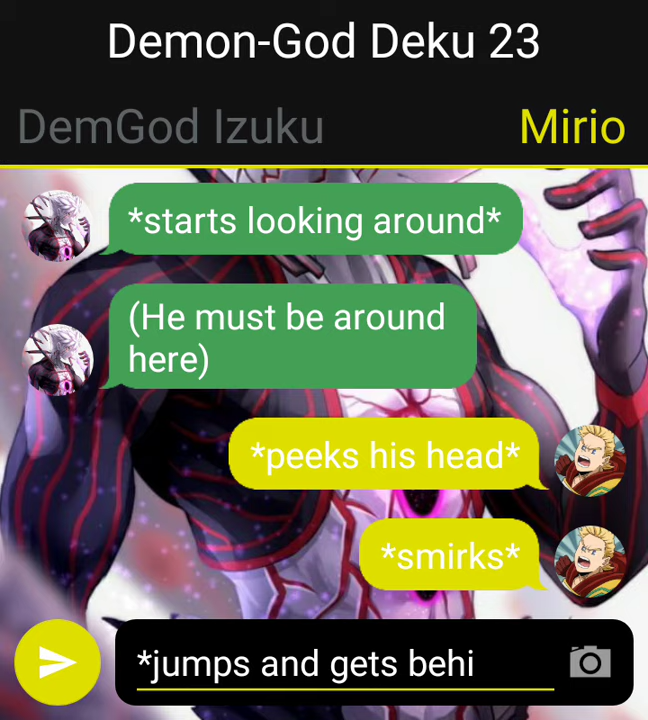 Demon-God Deku 23
DemGod Izuku
Mirio
*starts looking around*
(He must be around
here)
*peeks his head*
*smirks*
*jumps and gets behi